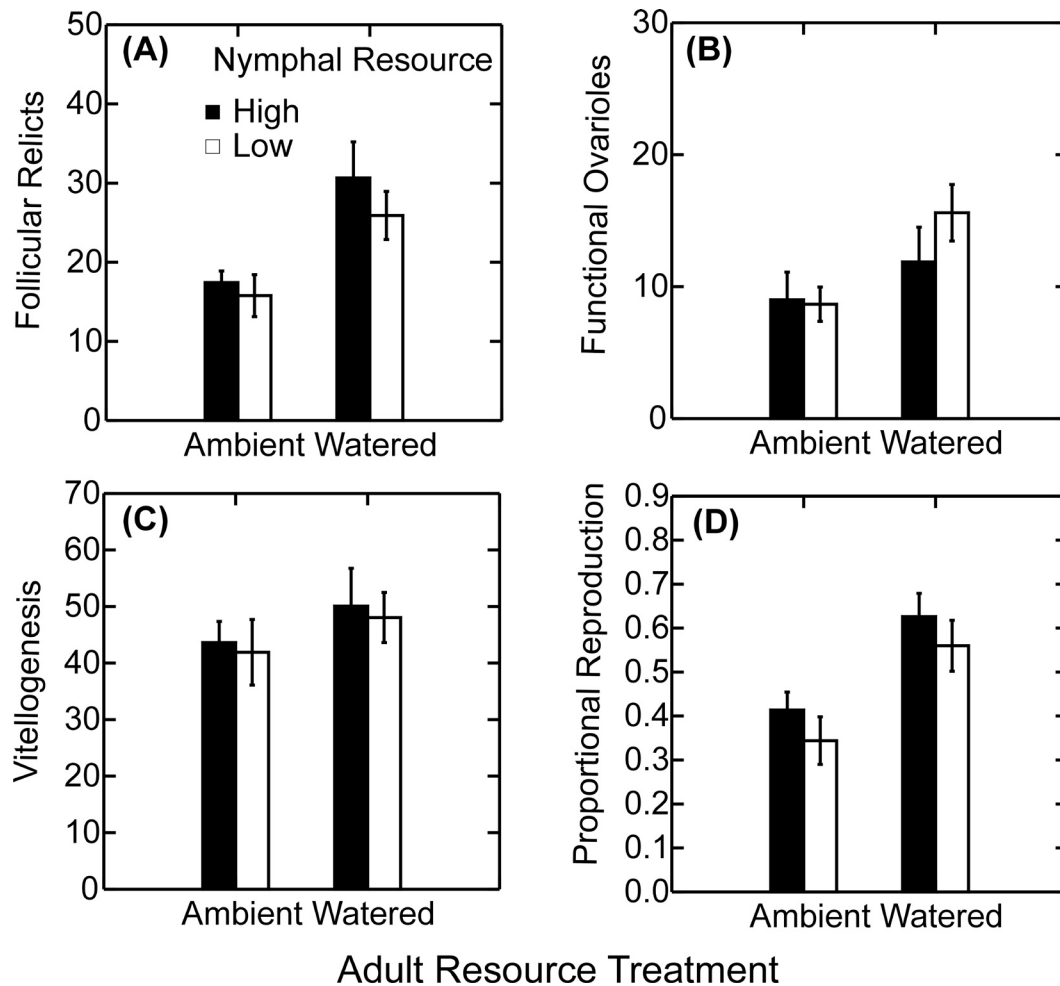 (A)
Nymphal Resource
High
Low
Follicular Relicts
50
40
30
20
10
0
Ambient Watered
(B)
Functional Ovarioles
30
20
10
0
Ambient Watered
(C)
Vitellogenesis
70
60
50
40
30
20
10
0
Ambient Watered
(D)
Proportional Reproduction
0.9
0.8
0.7
0.6
0.5
0.4
0.3
0.2
0.1
0.0
Ambient Watered
Adult Resource Treatment